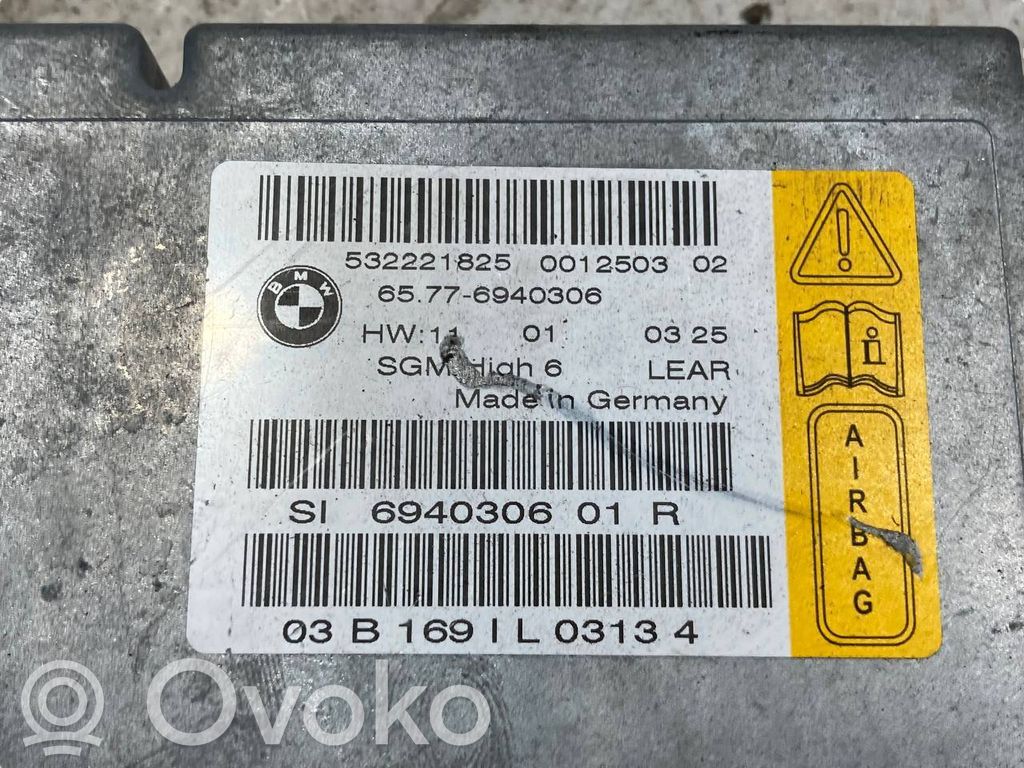 532221825 0012503 02
BMW
65.77-6940306
HW:11 01 03 25
SGM High 6 LEAR
Made in Germany
SI 6940306 01 R
03 B 169 I L 0313 4
AIRBAG
Ovoko